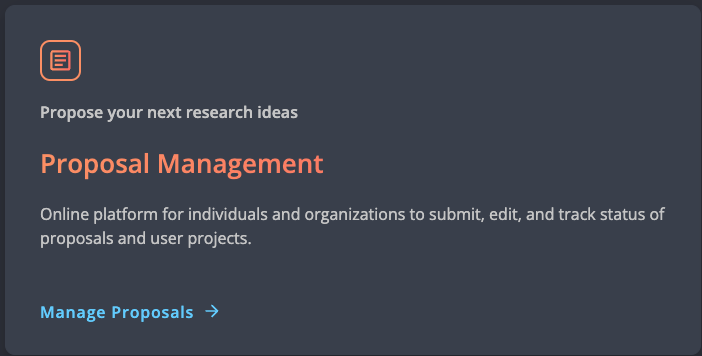 Propose your next research ideas
Proposal Management
Online platform for individuals and organizations to submit, edit, and track status of
proposals and user projects.
Manage Proposals →